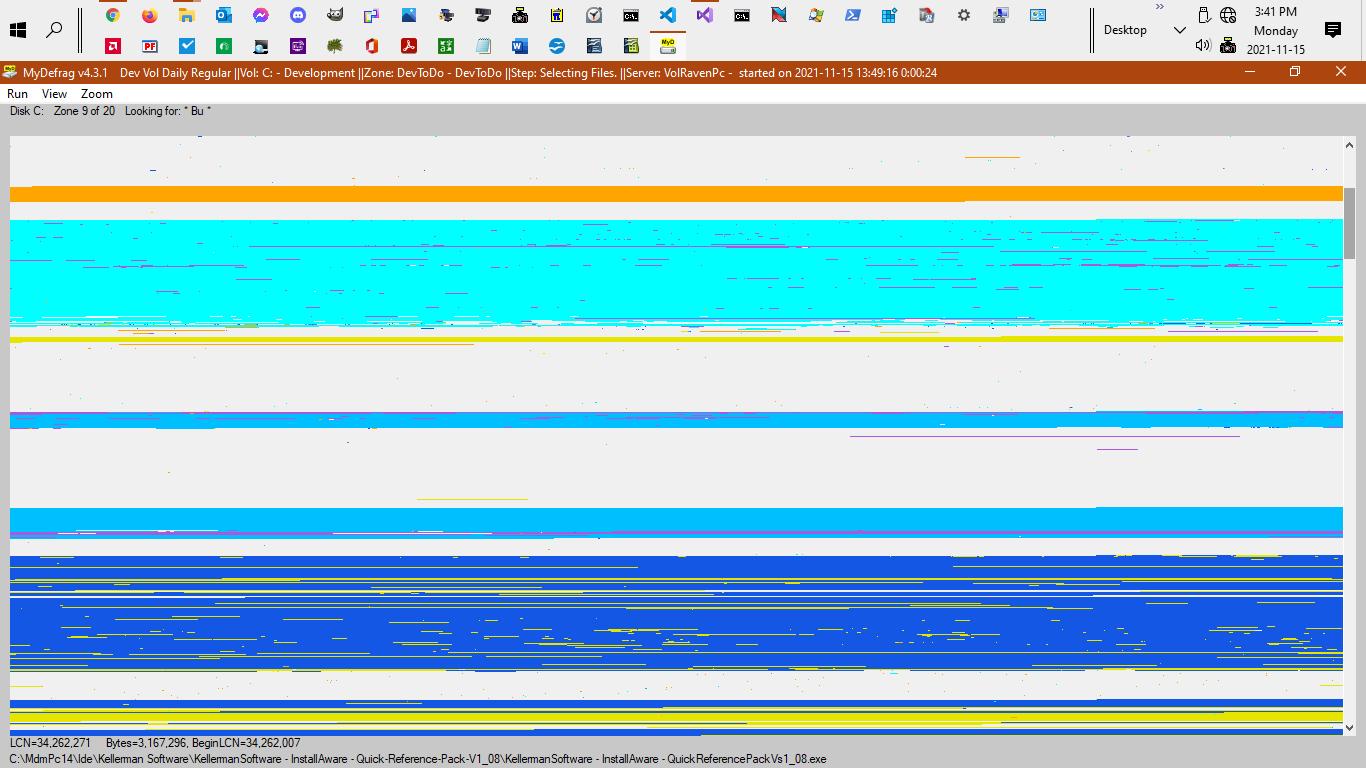 3:41 PM
Desktop
Monday
2021-11-15
MyDefrag v4.3.1 Dev Vol Daily Regular ||Vol: C: - Development ||Zone: DevToDo - DevToDo ||Step: Selecting Files. ||Server: VolRavenPc - started on 2021-11-15 13:49:16 0:00:24
Run View Zoom
Disk C: Zone 9 of 20 Looking for: * Bu *
LCN=34,262,271 Bytes=3,167,296, BeginLCN=34,262,007
C:\MdmPc14\Ide\Kellerman Software\KellermanSoftware - InstallAware - Quick-Reference-Pack-V1_08\KellermanSoftware - InstallAware - QuickReferencePackVs1_08.exe